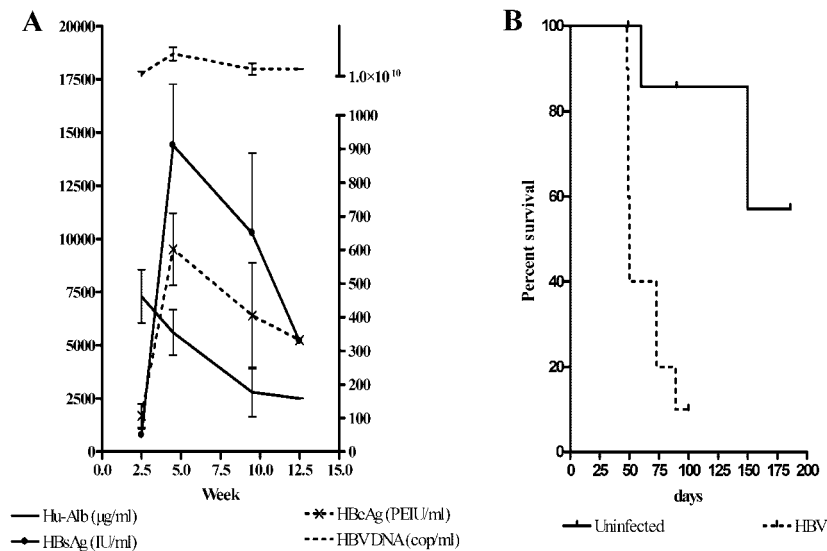 A
20000
17500
15000
12500
10000
7500
5000
2500
0
1.0×10¹⁰
1000
900
800
700
600
500
400
300
200
100
0
0.0 2.5 5.0 7.5 10.0 12.5 15.0
Week
Hu-Alb (µg/ml)
HBsAg (IU/ml)
HBcAg (PEIU/ml)
HBVDNA (cop/ml)
B
Percent survival
100
80
60
40
20
0
0 25 50 75 100 125 150 175 200
days
Uninfected HBV